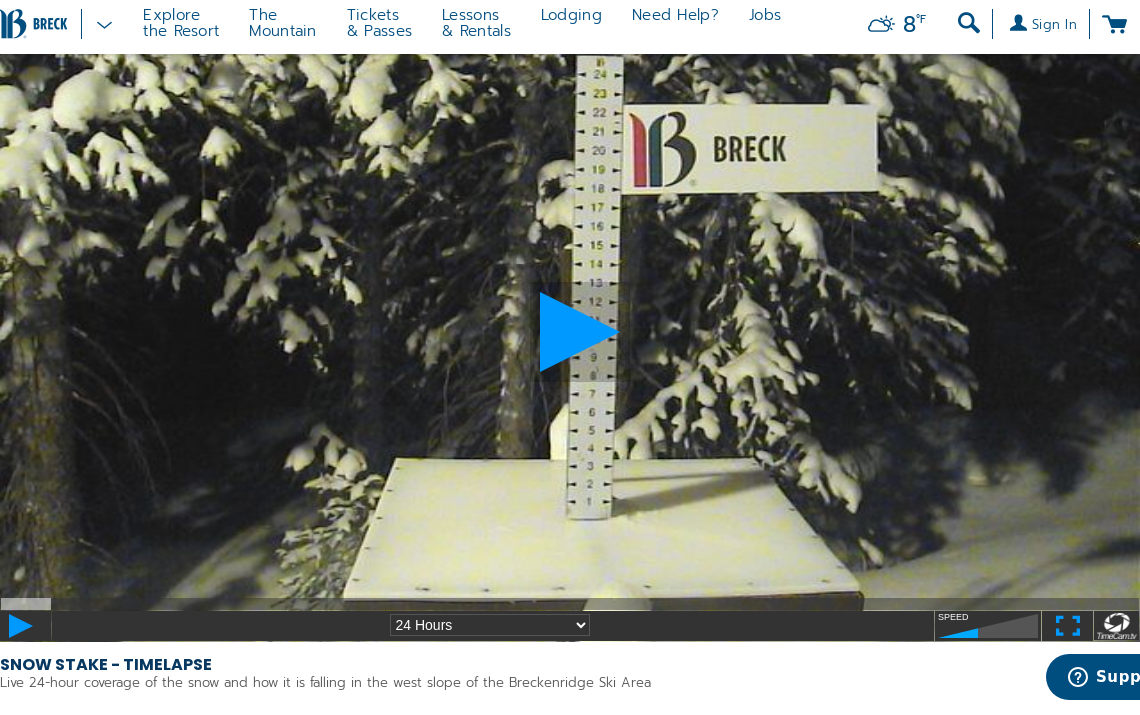 BRECK
Explore
the Resort
The
Mountain
Tickets
& Passes
Lessons
& Rentals
Lodging
Need Help?
Jobs
8°F
Sign In
24
23
22
21
20
19
18
17
16
15
14
13
12
9
8
7
6
5
4
3
2
1
B BRECK
24 Hours
SPEED
TimeCam.tv
SNOW STAKE - TIMELAPSE
Live 24-hour coverage of the snow and how it is falling in the west slope of the Breckenridge Ski Area
Supp